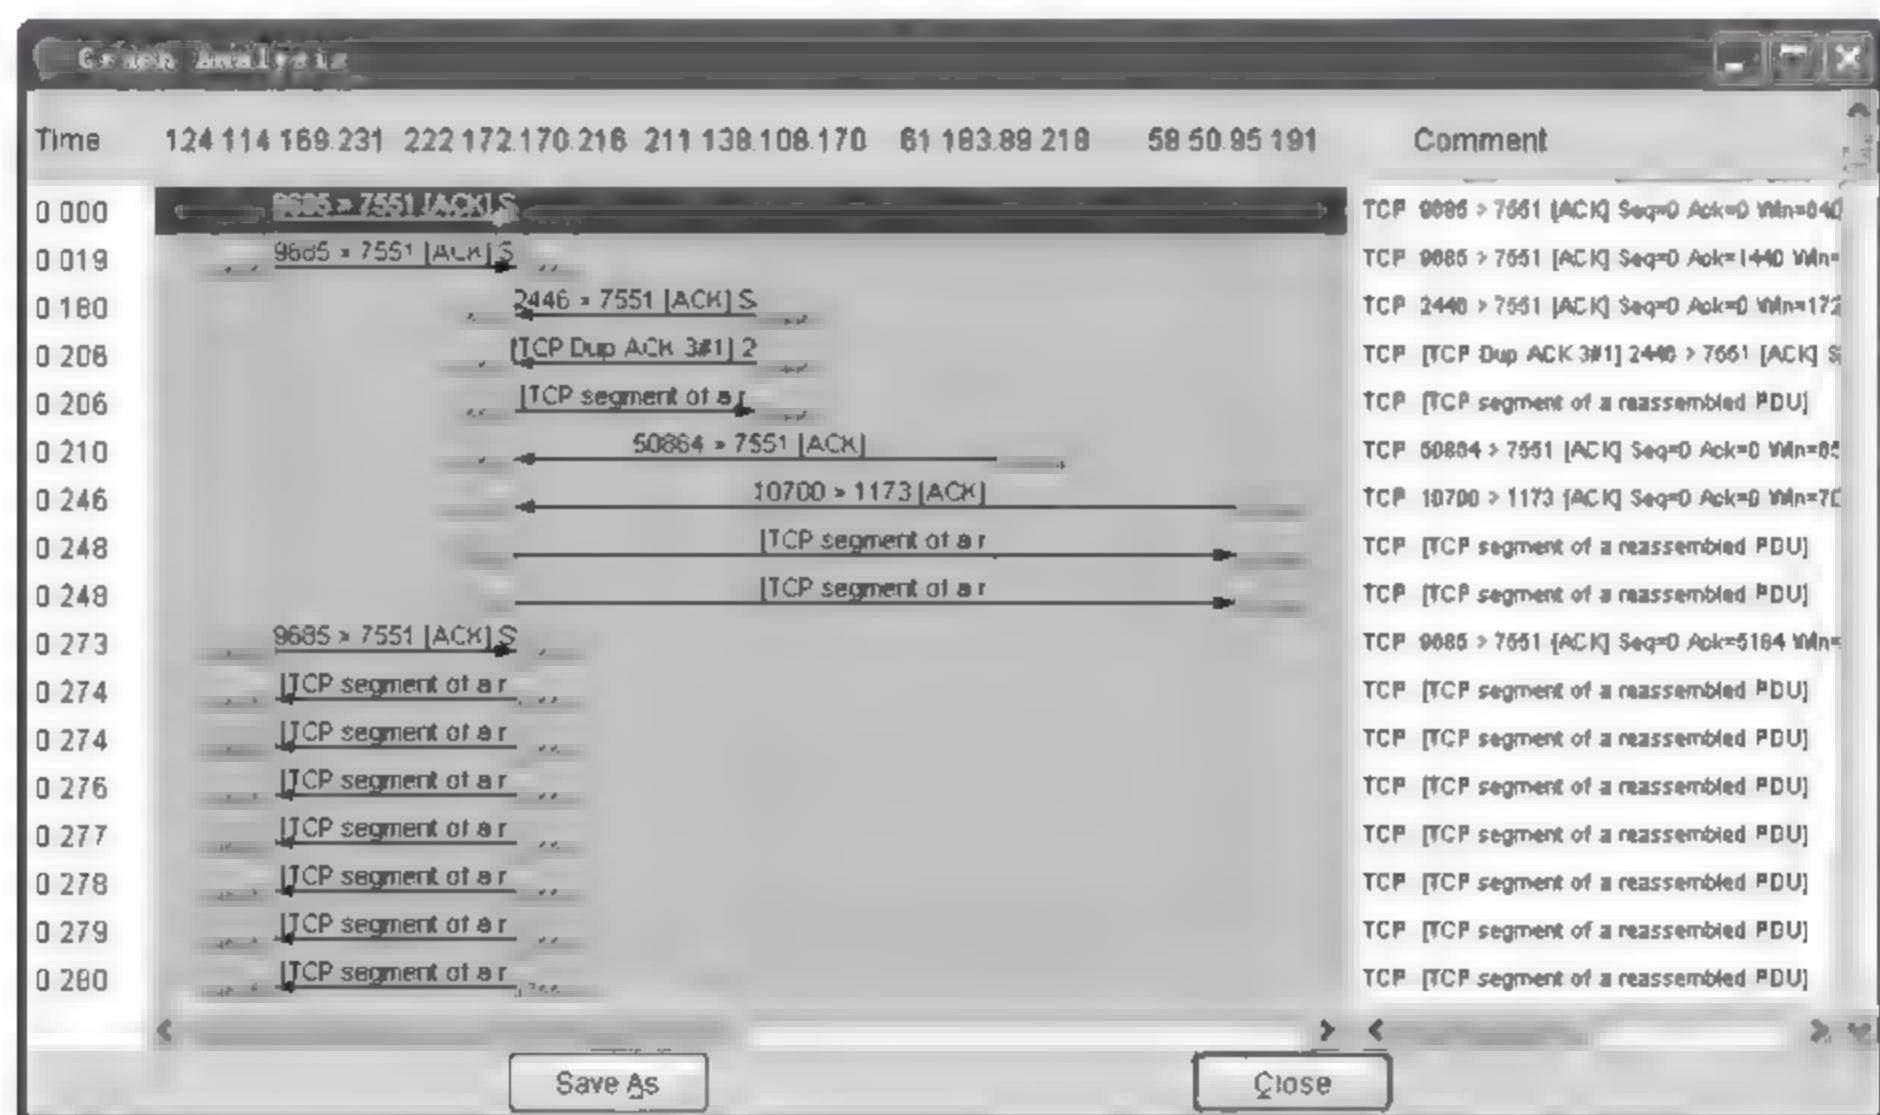 Graph Analysis
Time 124.114.169.231 222.172.170.216 211.138.108.170 61.183.89.218 58.50.95.191 Comment
0.000 9685 > 7551 [ACK] S TCP 9685 > 7551 [ACK] Seq=0 Ack=0 Win=640
0.019 9685 > 7551 [ACK] S TCP 9685 > 7551 [ACK] Seq=0 Ack=1440 Win=
0.180 2446 > 7551 [ACK] S TCP 2446 > 7551 [ACK] Seq=0 Ack=0 Win=172
0.206 [TCP Dup ACK 3#1] 2 TCP [TCP Dup ACK 3#1] 2446 > 7551 [ACK] S
0.206 [TCP segment of a r TCP [TCP segment of a reassembled PDU]
0.210 50864 > 7551 [ACK] TCP 50864 > 7551 [ACK] Seq=0 Ack=0 Win=65
0.246 10700 > 1173 [ACK] TCP 10700 > 1173 [ACK] Seq=0 Ack=0 Win=70
0.248 [TCP segment of a r TCP [TCP segment of a reassembled PDU]
0.248 [TCP segment of a r TCP [TCP segment of a reassembled PDU]
0.273 9685 > 7551 [ACK] S TCP 9685 > 7551 [ACK] Seq=0 Ack=5184 Win=
0.274 [TCP segment of a r TCP [TCP segment of a reassembled PDU]
0.274 [TCP segment of a r TCP [TCP segment of a reassembled PDU]
0.276 [TCP segment of a r TCP [TCP segment of a reassembled PDU]
0.277 [TCP segment of a r TCP [TCP segment of a reassembled PDU]
0.278 [TCP segment of a r TCP [TCP segment of a reassembled PDU]
0.279 [TCP segment of a r TCP [TCP segment of a reassembled PDU]
0.280 [TCP segment of a r TCP [TCP segment of a reassembled PDU]
Save As Close